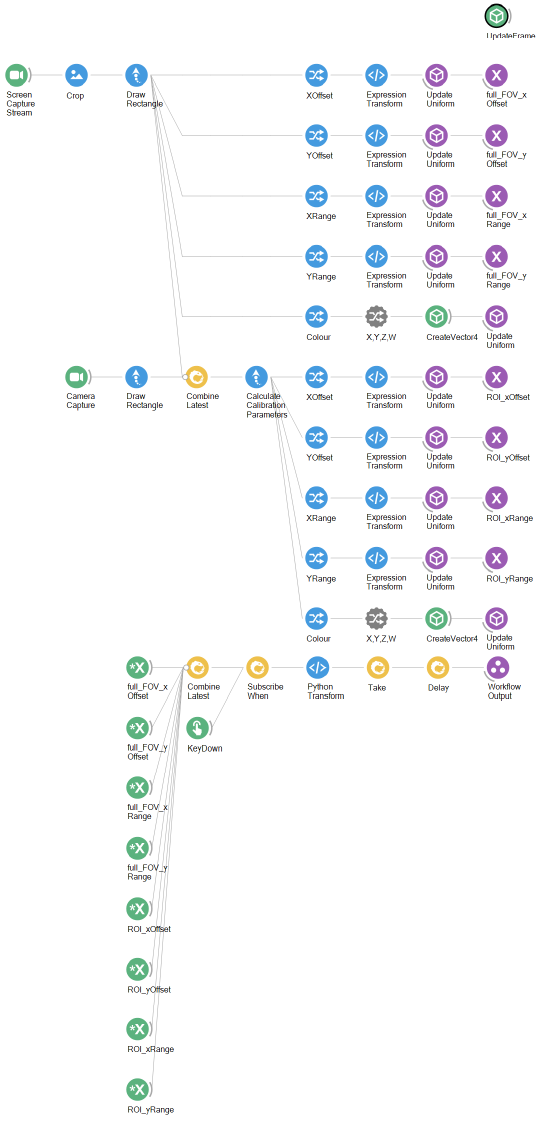 UpdateFrame
Screen
Capture
Stream
Crop
Draw
Rectangle
XOffset
Expression
Transform
Update
Uniform
full_FOV_x
Offset
YOffset
Expression
Transform
Update
Uniform
full_FOV_y
Offset
XRange
Expression
Transform
Update
Uniform
full_FOV_x
Range
YRange
Expression
Transform
Update
Uniform
full_FOV_y
Range
Colour
X,Y,Z,W
CreateVector4
Update
Uniform
Camera
Capture
Draw
Rectangle
Combine
Latest
Calculate
Calibration
Parameters
XOffset
Expression
Transform
Update
Uniform
ROI_xOffset
YOffset
Expression
Transform
Update
Uniform
ROI_yOffset
XRange
Expression
Transform
Update
Uniform
ROI_xRange
YRange
Expression
Transform
Update
Uniform
ROI_yRange
Colour
X,Y,Z,W
CreateVector4
Update
Uniform
full_FOV_x
Offset
Combine
Latest
Subscribe
When
Python
Transform
Take
Delay
Workflow
Output
full_FOV_y
Offset
KeyDown
full_FOV_x
Range
full_FOV_y
Range
ROI_xOffset
ROI_yOffset
ROI_xRange
ROI_yRange